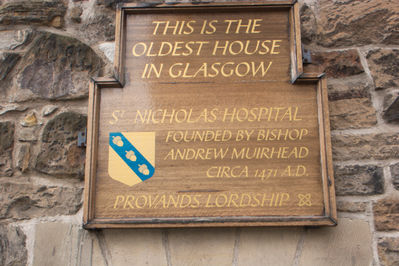 THIS IS THE
OLDEST HOUSE
IN GLASGOW
ST NICHOLAS HOSPITAL
FOUNDED BY BISHOP
ANDREW MUIRHEAD
CIRCA 1471 A.D.
PROVANDS LORDSHIP